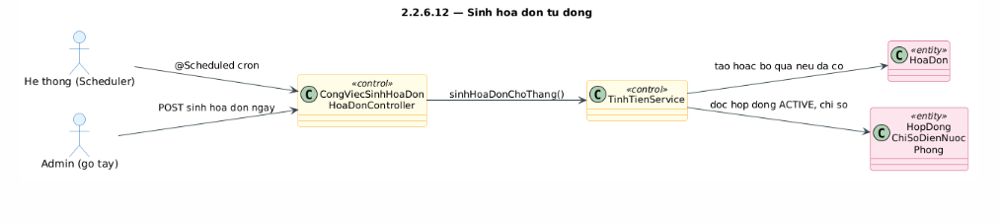 2.2.6.12 — Sinh hoa don tu dong
He thong (Scheduler)
Admin (go tay)
@Scheduled cron
POST sinh hoa don ngay
«control»
C
CongViecSinhHoaDon
HoaDonController
sinhHoaDonChoThang()
«control»
C
TinhTienService
tao hoac bo qua neu da co
doc hop dong ACTIVE, chi so
«entity»
C
HoaDon
«entity»
C
HopDong
ChiSoDienNuoc
Phong